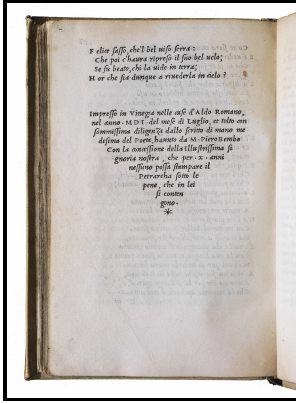 F elice sasso, che'l bel uiso serra:
Che poi c'haura ripreso il suo bel uelo;
Se fu beato, chi la uide in terra;
H or che fia dunque a riuederla in cielo?
Impresso in Vinegia nelle case d'Aldo Romano,
nel anno. MDI. del mese di Luglio, et tolto con
sommissima diligenza dallo scritto di mano me
desima del Poeta, hauuto da M. Piero Bembo
Con la concessione della Illustrissima si
gnoria nostra, che per .x. anni
nessuno possa stampare il
Petrarcha sotto le
pene, che in lei
si conten
gono.